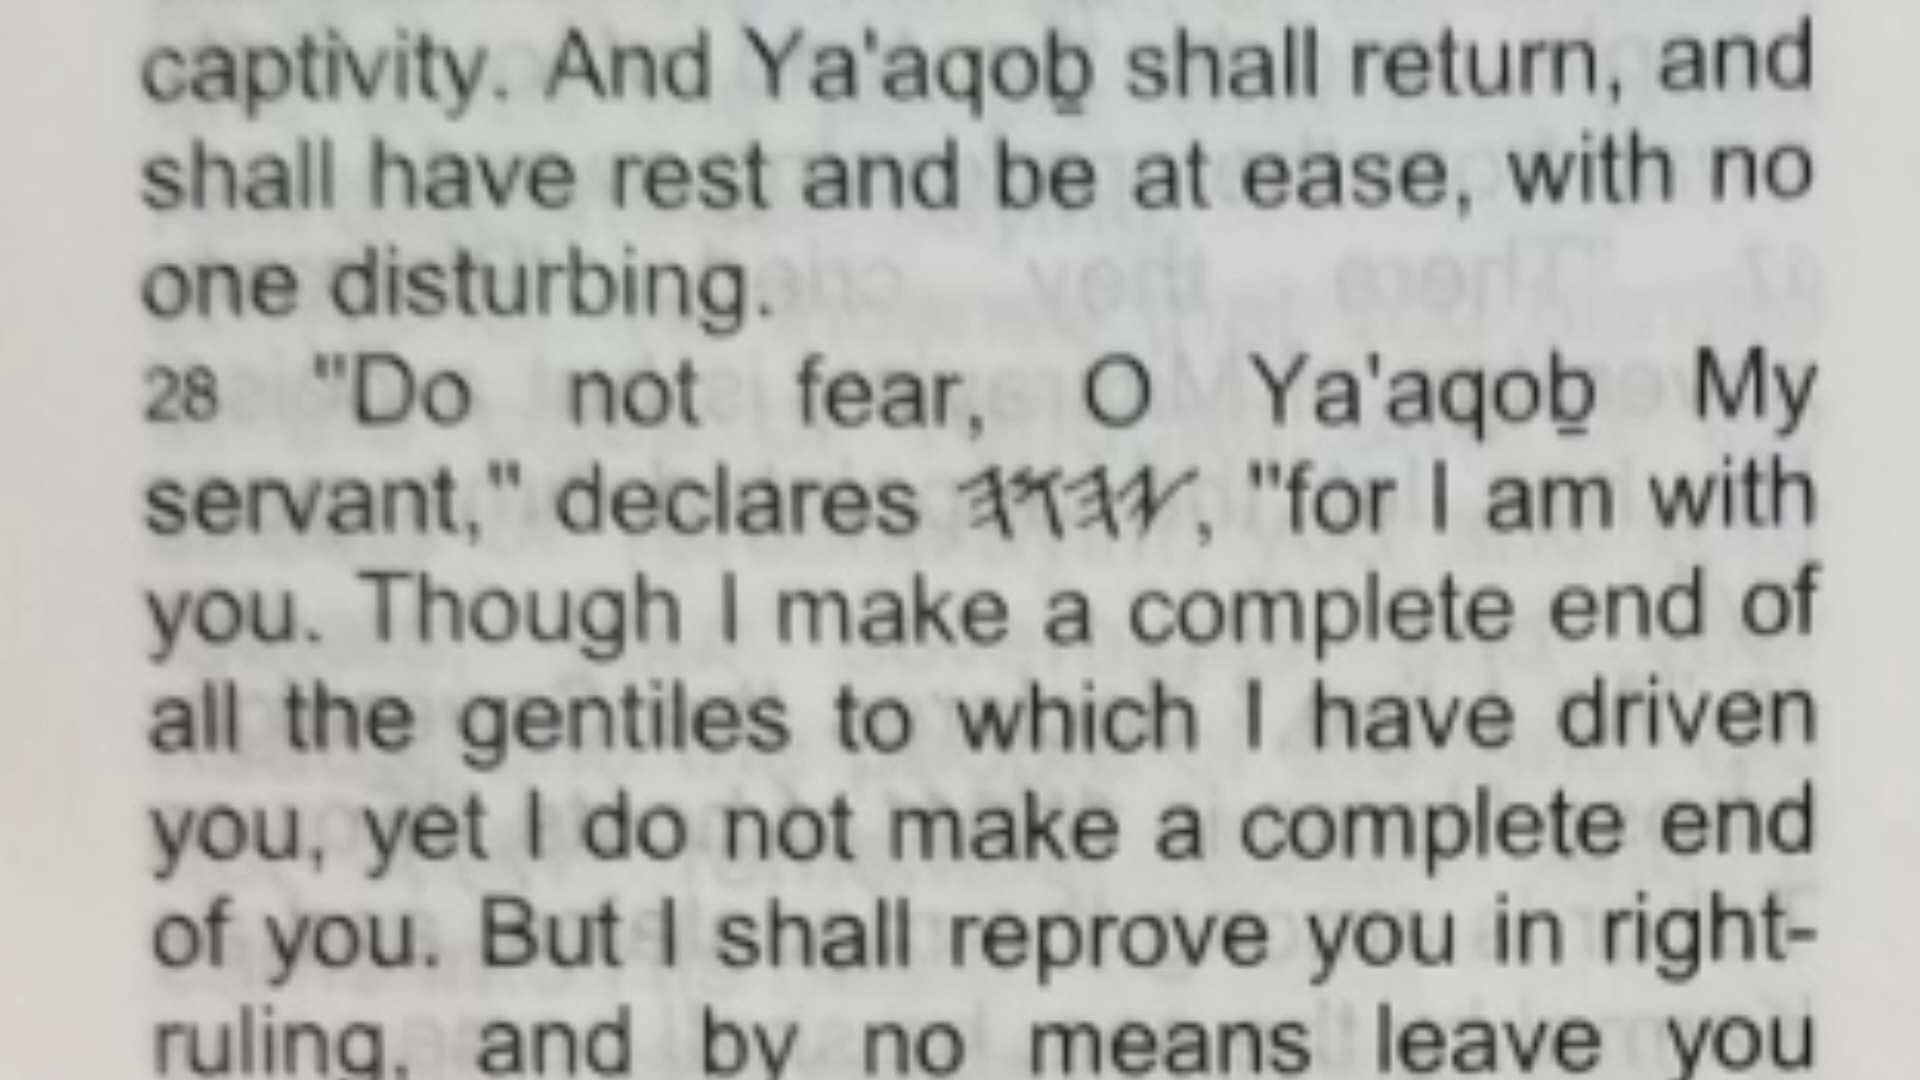 captivity. And Ya'aqoḇ shall return, and
shall have rest and be at ease, with no
one disturbing.
28 "Do not fear, O Ya'aqoḇ My
servant," declares 𐤉𐤄𐤅𐤄, "for I am with
you. Though I make a complete end of
all the gentiles to which I have driven
you, yet I do not make a complete end
of you. But I shall reprove you in right-
ruling, and by no means leave you